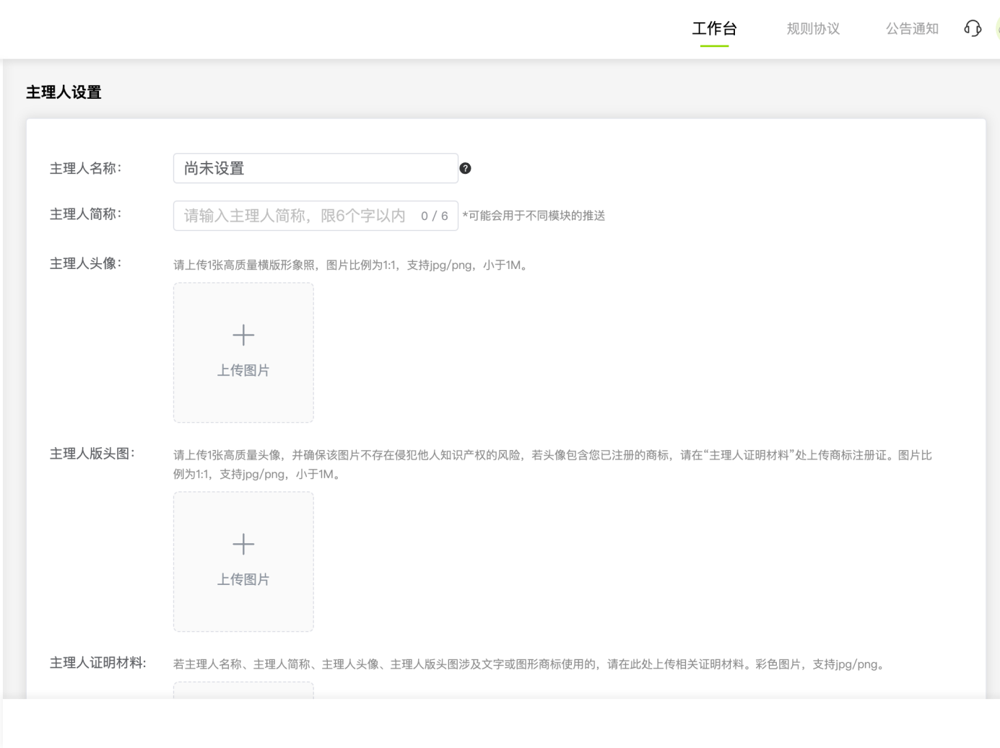 工作台
规则协议
公告通知
主理人设置
主理人名称：
尚未设置
?
主理人简称：
请输入主理人简称，限6个字以内
0 / 6
*可能会用于不同模块的推送
主理人头像：
请上传1张高质量横版形象照，图片比例为1:1，支持jpg/png，小于1M。
上传图片
主理人版头图：
请上传1张高质量头像，并确保该图片不存在侵犯他人知识产权的风险，若头像包含您已注册的商标，请在“主理人证明材料”处上传商标注册证。图片比
例为1:1，支持jpg/png，小于1M。
上传图片
主理人证明材料:
若主理人名称、主理人简称、主理人头像、主理人版头图涉及文字或图形商标使用的，请在此处上传相关证明材料。彩色图片，支持jpg/png。